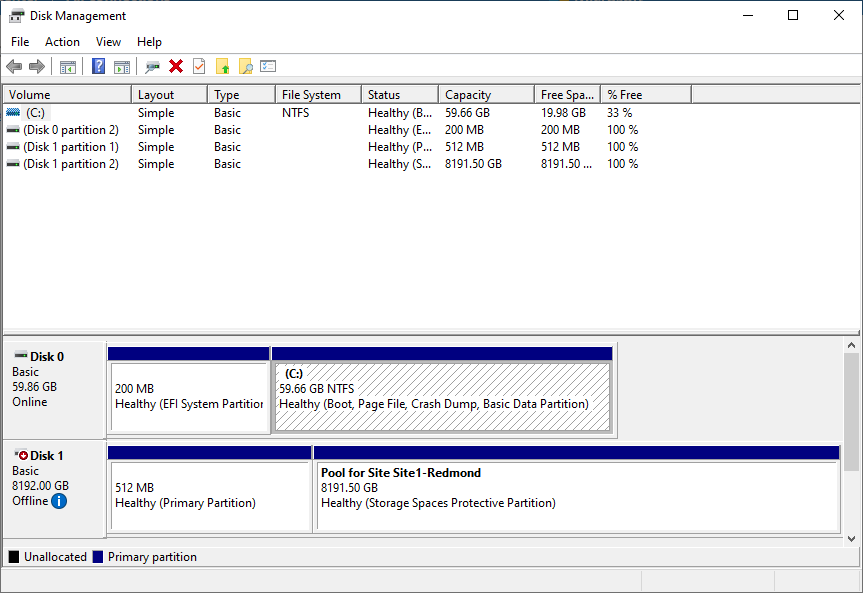 Disk Management
File Action View Help
Volume Layout Type File System Status Capacity Free Spa... % Free
(C:) Simple Basic NTFS Healthy (B... 59.66 GB 19.98 GB 33 %
(Disk 0 partition 2) Simple Basic Healthy (E... 200 MB 200 MB 100 %
(Disk 1 partition 1) Simple Basic Healthy (P... 512 MB 512 MB 100 %
(Disk 1 partition 2) Simple Basic Healthy (S... 8191.50 GB 8191.50 ... 100 %
Disk 0
Basic
59.86 GB
Online
200 MB
Healthy (EFI System Partition
(C:)
59.66 GB NTFS
Healthy (Boot, Page File, Crash Dump, Basic Data Partition)
Disk 1
Basic
8192.00 GB
Offline
512 MB
Healthy (Primary Partition)
Pool for Site Site1-Redmond
8191.50 GB
Healthy (Storage Spaces Protective Partition)
Unallocated Primary partition